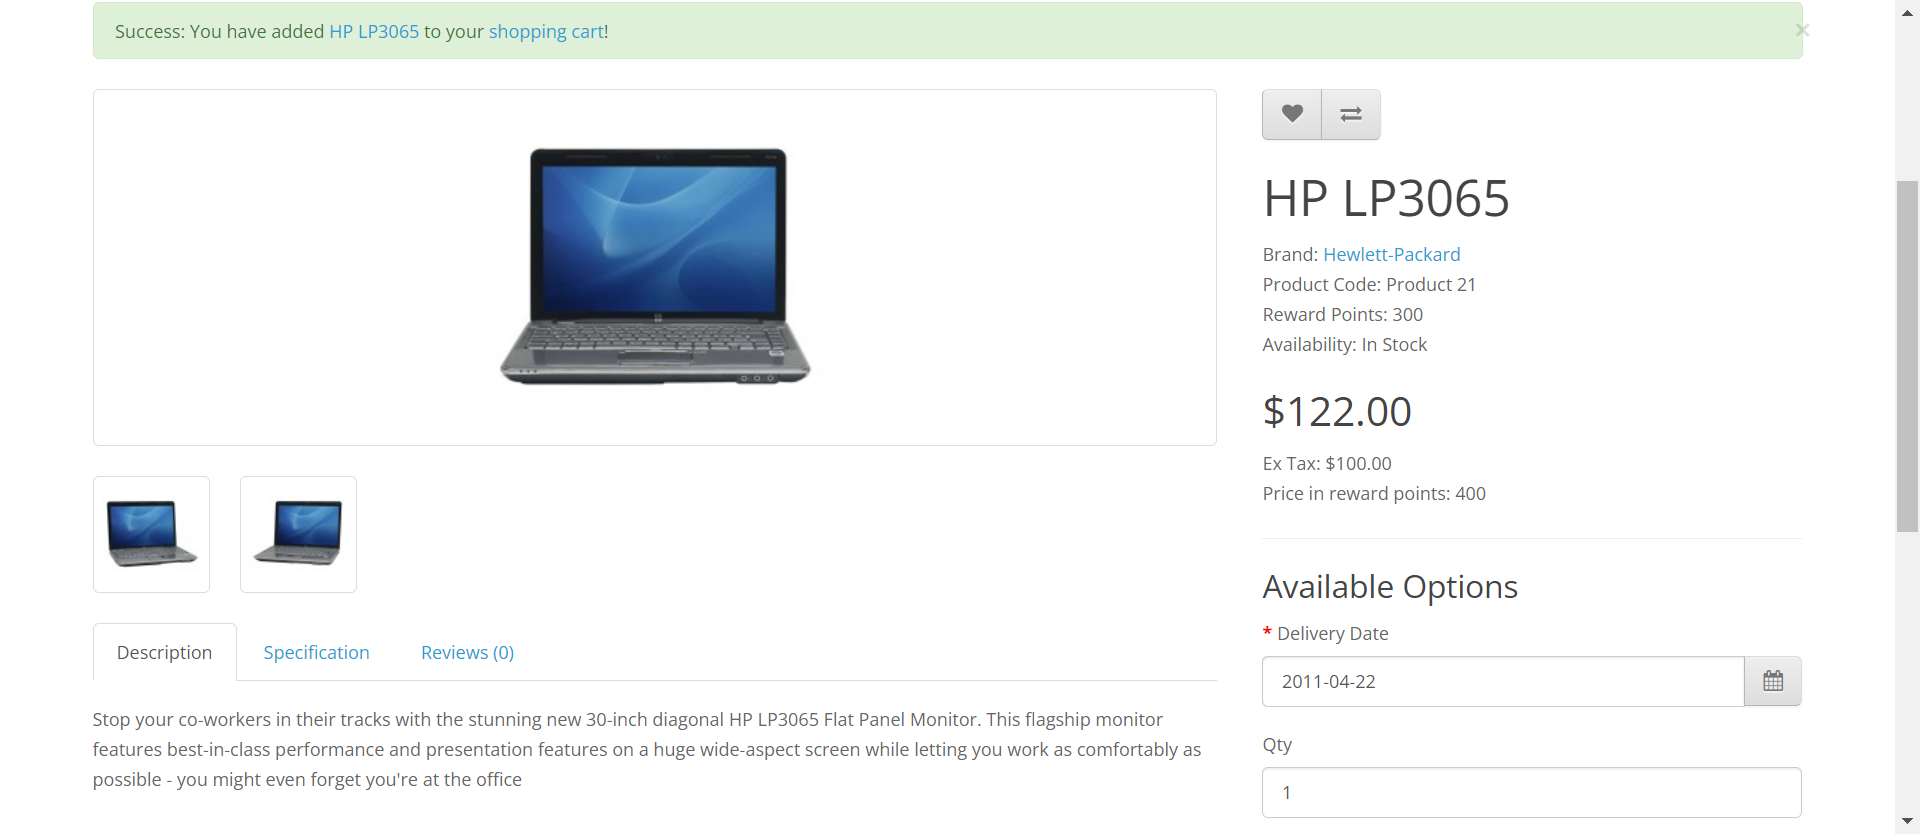 Success: You have added HP LP3065 to your shopping cart!
×
HP LP3065
Brand: Hewlett-Packard
Product Code: Product 21
Reward Points: 300
Availability: In Stock
$122.00
Ex Tax: $100.00
Price in reward points: 400
Available Options
* Delivery Date
2011-04-22
Qty
1
Description
Specification
Reviews (0)
Stop your co-workers in their tracks with the stunning new 30-inch diagonal HP LP3065 Flat Panel Monitor. This flagship monitor
features best-in-class performance and presentation features on a huge wide-aspect screen while letting you work as comfortably as
possible - you might even forget you're at the office